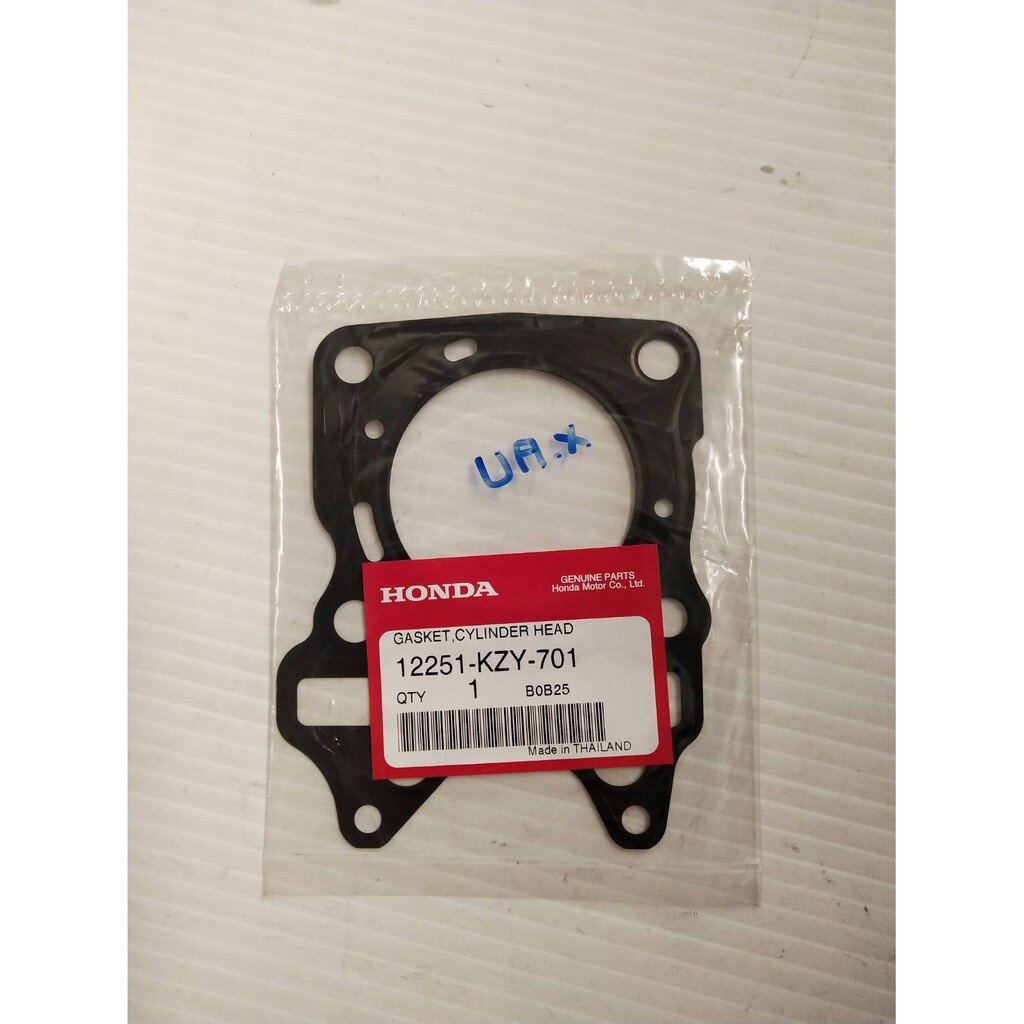 UA.X
HONDA
GENUINE PARTS
Honda Motor Co., Ltd.
GASKET,CYLINDER HEAD
12251-KZY-701
QTY 1 B0B25
Made in THAILAND